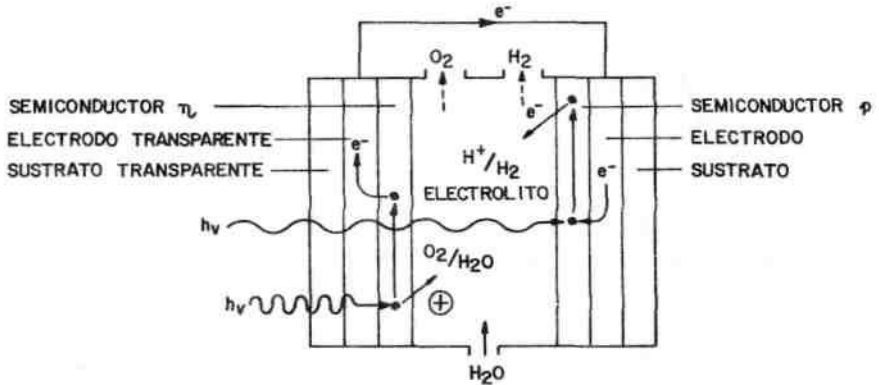 e⁻
O₂ H₂
SEMICONDUCTOR η
ELECTRODO TRANSPARENTE
SUSTRATO TRANSPARENTE
e⁻
e⁻
H⁺/H₂
ELECTROLITO
SEMICONDUCTOR p
ELECTRODO
SUSTRATO
e⁻
hν
O₂/H₂O
hν
+
H₂O